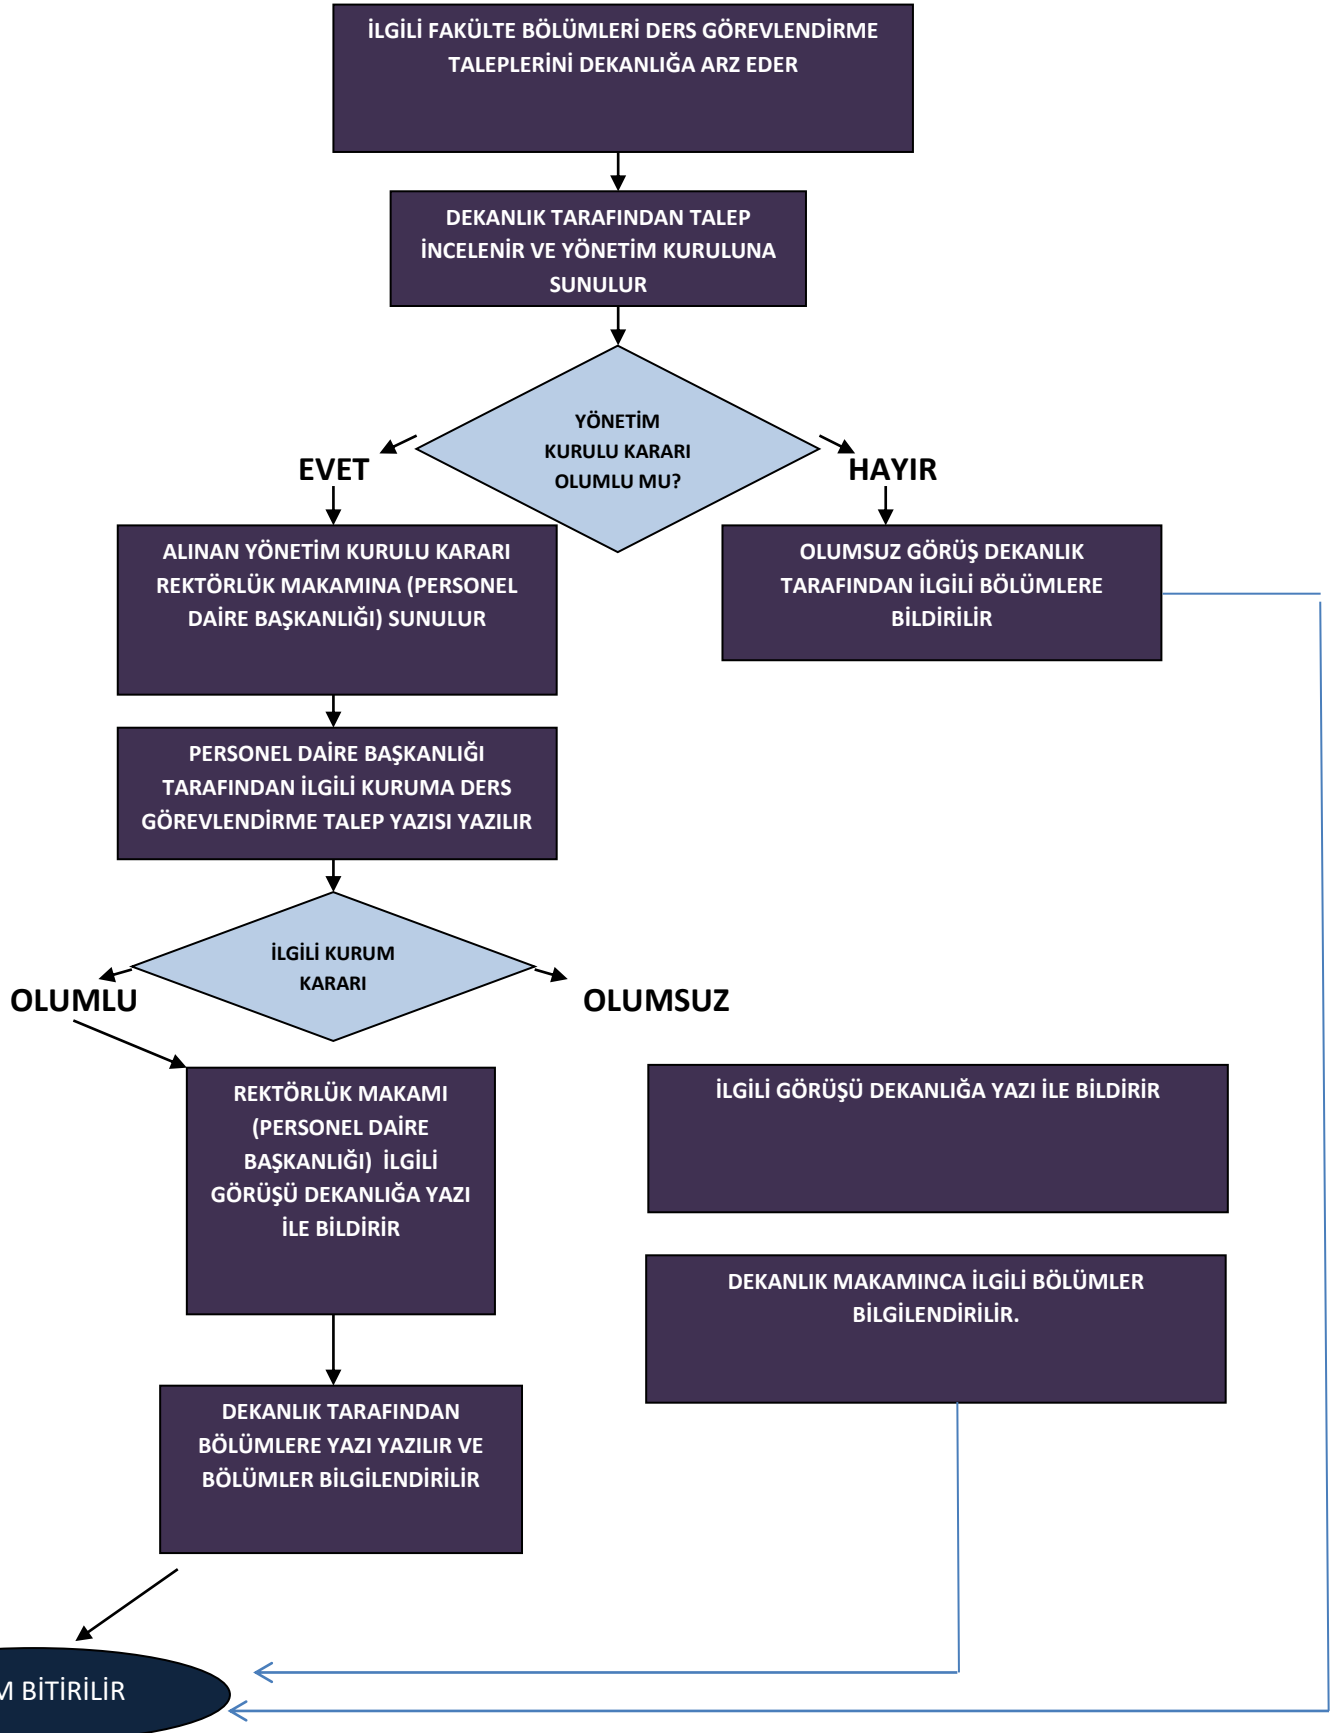 İLGİLİ FAKÜLTE BÖLÜMLERİ DERS GÖREVLENDİRME
TALEPLERİNİ DEKANLIĞA ARZ EDER
DEKANLIK TARAFINDAN TALEP
İNCELENİR VE YÖNETİM KURULUNA
SUNULUR
YÖNETİM
KURULU KARARI
OLUMLU MU?
EVET
HAYIR
ALINAN YÖNETİM KURULU KARARI
REKTÖRLÜK MAKAMINA (PERSONEL
DAİRE BAŞKANLIĞI) SUNULUR
OLUMSUZ GÖRÜŞ DEKANLIK
TARAFINDAN İLGİLİ BÖLÜMLERE
BİLDİRİLİR
PERSONEL DAİRE BAŞKANLIĞI
TARAFINDAN İLGİLİ KURUMA DERS
GÖREVLENDİRME TALEP YAZISI YAZILIR
İLGİLİ KURUM
KARARI
OLUMLU
OLUMSUZ
REKTÖRLÜK MAKAMI
(PERSONEL DAİRE
BAŞKANLIĞI) İLGİLİ
GÖRÜŞÜ DEKANLIĞA YAZI
İLE BİLDİRİR
İLGİLİ GÖRÜŞÜ DEKANLIĞA YAZI İLE BİLDİRİR
DEKANLIK MAKAMINCA İLGİLİ BÖLÜMLER
BİLGİLENDİRİLİR.
DEKANLIK TARAFINDAN
BÖLÜMLERE YAZI YAZILIR VE
BÖLÜMLER BİLGİLENDİRİLİR
BİTİRİLİR